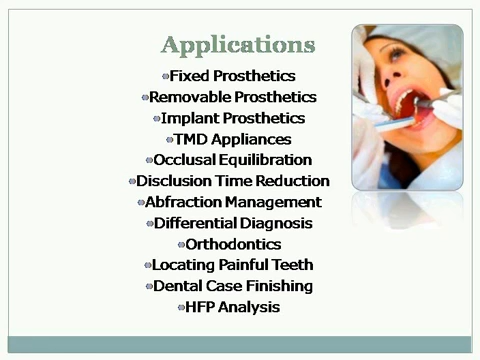 Applications
Fixed Prosthetics
Removable Prosthetics
Implant Prosthetics
TMD Appliances
Occlusal Equilibration
Disclusion Time Reduction
Abfraction Management
Differential Diagnosis
Orthodontics
Locating Painful Teeth
Dental Case Finishing
HFP Analysis